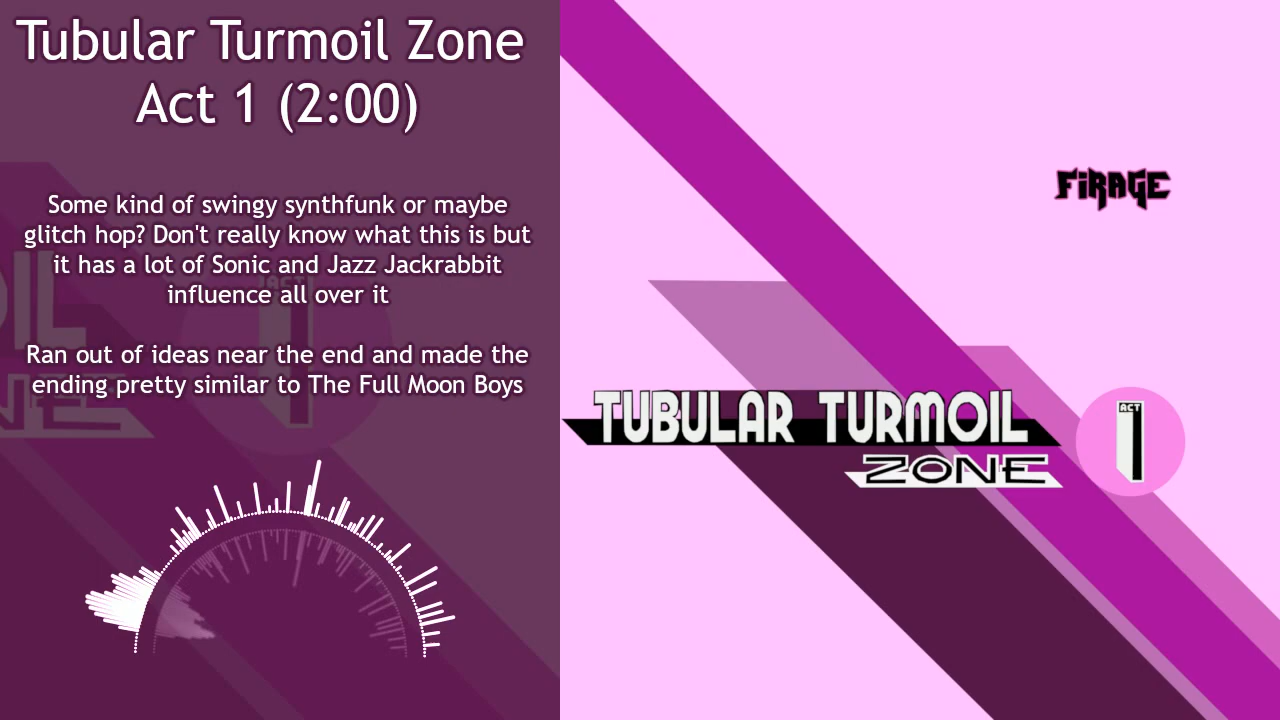 Tubular Turmoil Zone
Act 1 (2:00)
Some kind of swingy synthfunk or maybe
glitch hop? Don't really know what this is but
it has a lot of Sonic and Jazz Jackrabbit
influence all over it
Ran out of ideas near the end and made the
ending pretty similar to The Full Moon Boys
FiRAGE
TUBULAR TURMOIL
ZONE
ACT
1